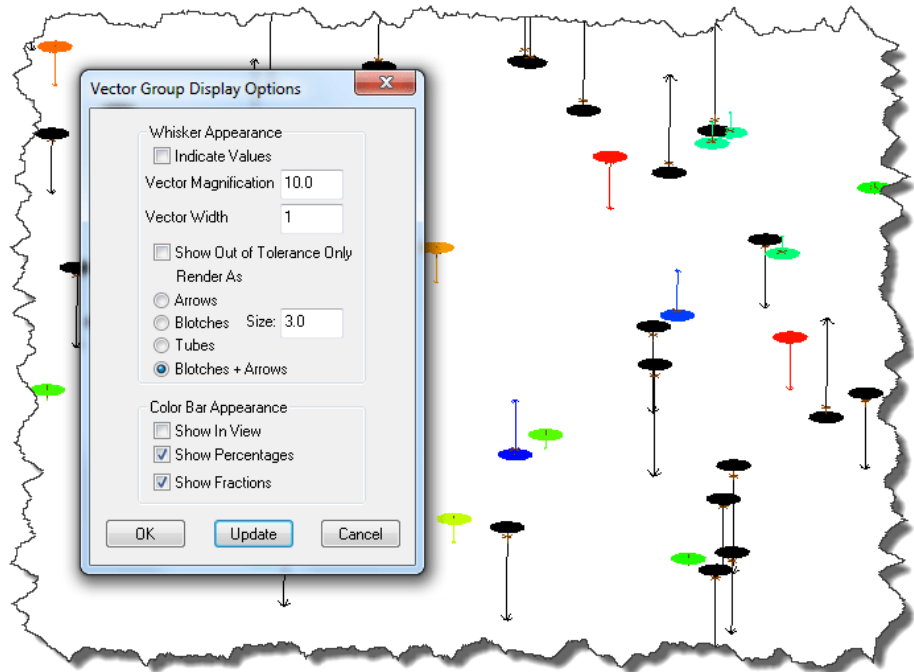 Vector Group Display Options
Whisker Appearance
Indicate Values
Vector Magnification 10.0
Vector Width 1
Show Out of Tolerance Only
Render As
Arrows
Blotches Size: 3.0
Tubes
Blotches + Arrows
Color Bar Appearance
Show In View
Show Percentages
Show Fractions
OK Update Cancel